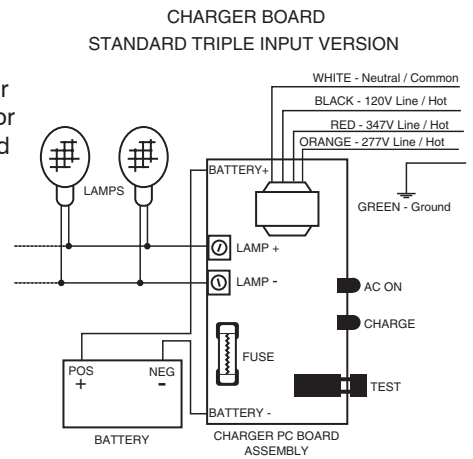 CHARGER BOARD
STANDARD TRIPLE INPUT VERSION
r
or
d
WHITE - Neutral / Common
BLACK - 120V Line / Hot
RED - 347V Line / Hot
ORANGE - 277V Line / Hot
GREEN - Ground
LAMPS
BATTERY+
LAMP +
LAMP -
AC ON
CHARGE
FUSE
TEST
POS
+
NEG
-
BATTERY -
BATTERY
CHARGER PC BOARD
ASSEMBLY